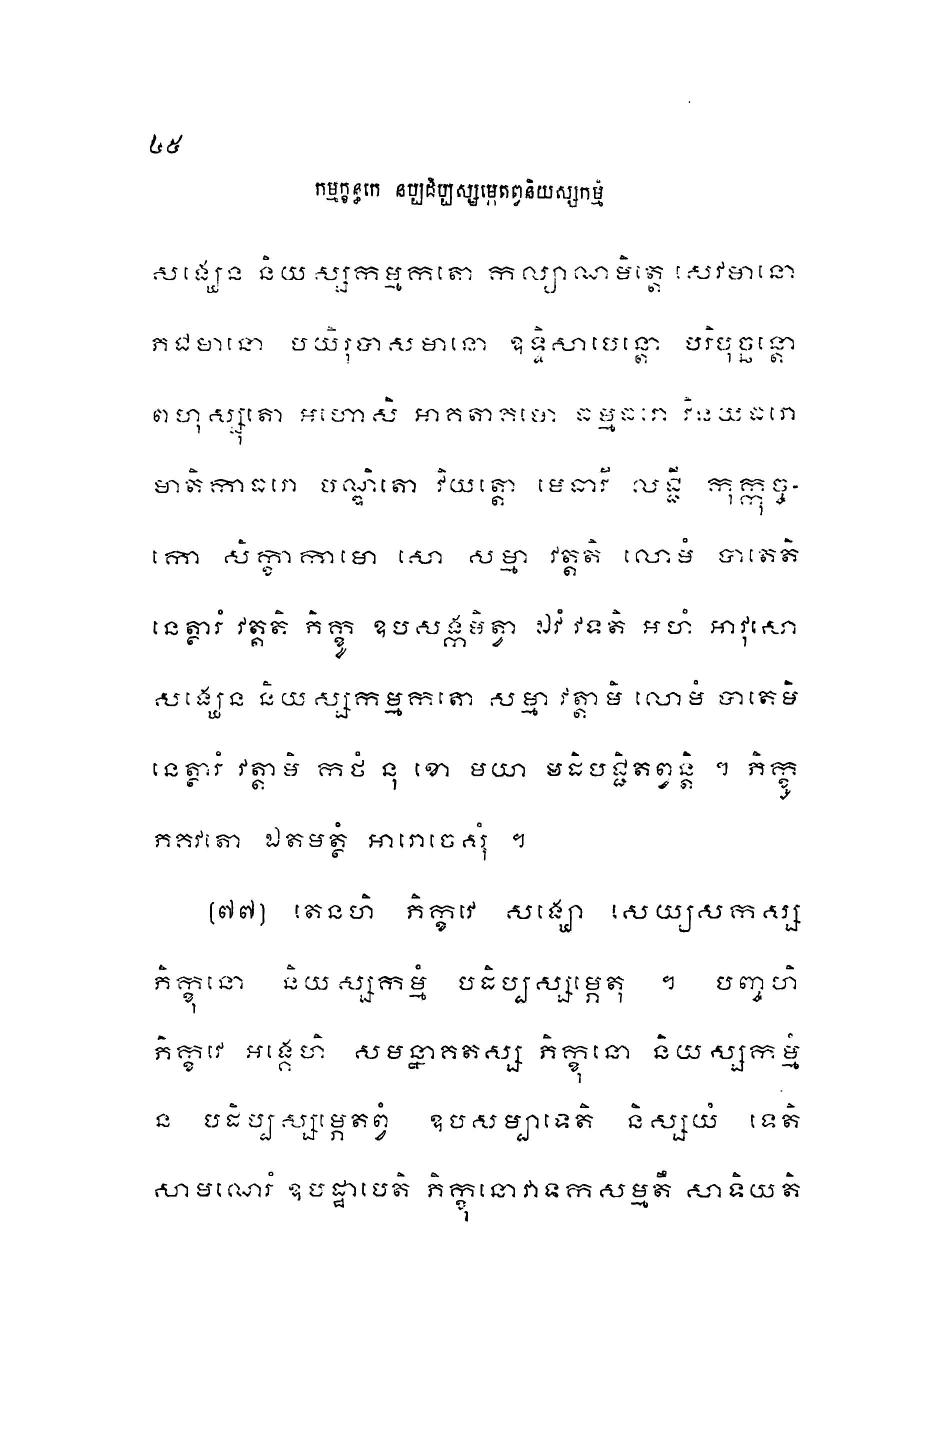 ៤៥
កម្មក្ខន្ធកេ នប្បដិប្បស្សម្ភេតព្វនិយស្សកម្មំ
សង្ឃេន និយស្សកម្មកតោ កល្យាណមិត្តេ សេវមានោ
ភជមានោ បយិរុបាសមានោ ឧទ្ទិសាបេន្តោ បរិបុច្ឆន្តោ
ពហុស្សុតោ អហោសិ អាគតាគមោ ធម្មធរោ វិនយធរោ
មាតិកាធរោ បណ្ឌិតោ វិយត្តោ មេធាវី លជ្ជី កុក្កុច្ច-
កោ សិក្ខាកាមោ សោ សម្មា វត្តតិ លោមំ បាតេតិ
នេត្ថារំ វត្តតិ ភិក្ខូ ឧបសង្កមិត្វា ឯវំ វទតិ អហំ អាវុសោ
សង្ឃេន និយស្សកម្មកតោ សម្មា វត្តាមិ លោមំ បាតេមិ
នេត្ថារំ វត្តាមិ កថំ នុ ខោ មយា មដិបជ្ជិតព្វន្តិ ។ ភិក្ខូ
ភគវតោ ឯតមត្ថំ អារោចេសុំ ។
(៧៧) តេនហិ ភិក្ខវេ សង្ឃោ សេយ្យសកស្ស
ភិក្ខុនោ និយស្សកម្មំ បដិប្បស្សម្ភេតុ ។ បញ្ចហិ
ភិក្ខវេ អង្គេហិ សមន្នាគតស្ស ភិក្ខុនោ និយស្សកម្មំ
ន បដិប្បស្សម្ភេតព្វំ ឧបសម្បាទេតិ និស្សយំ ទេតិ
សាមណេរំ ឧបដ្ឋាបេតិ ភិក្ខុនោវាទកសម្មតឹ សាទិយតិ